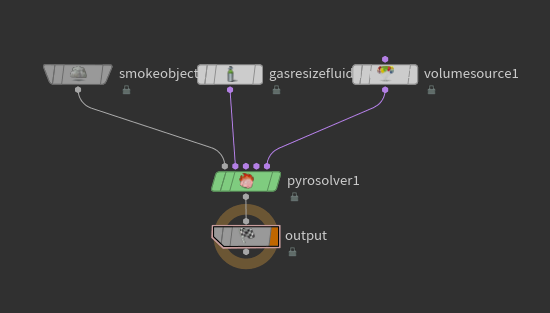 smokeobject
gasresizefluid
volumesource1
pyrosolver1
output